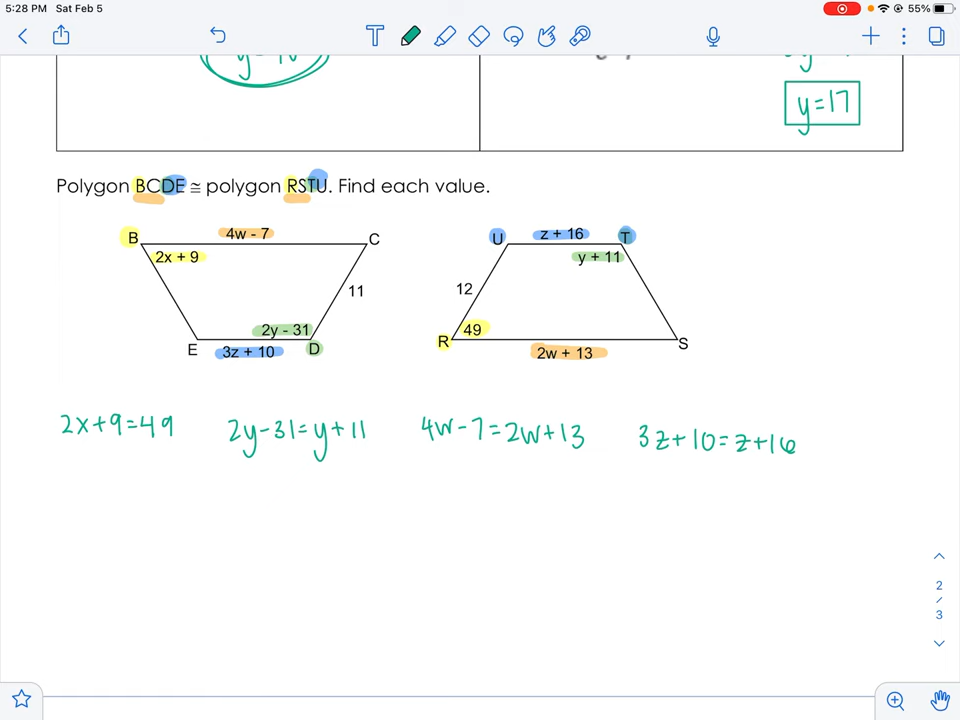 5:28 PM Sat Feb 5
55%
T
y = 17
Polygon BCDE ≅ polygon RSTU. Find each value.
B
4w - 7
C
2x + 9
11
2y - 31
E
3z + 10
D
U
z + 16
T
y + 11
12
49
R
2w + 13
S
2x+9=49
2y-31=y+11
4w-7=2w+13
3z+10=z+16
2
/
3